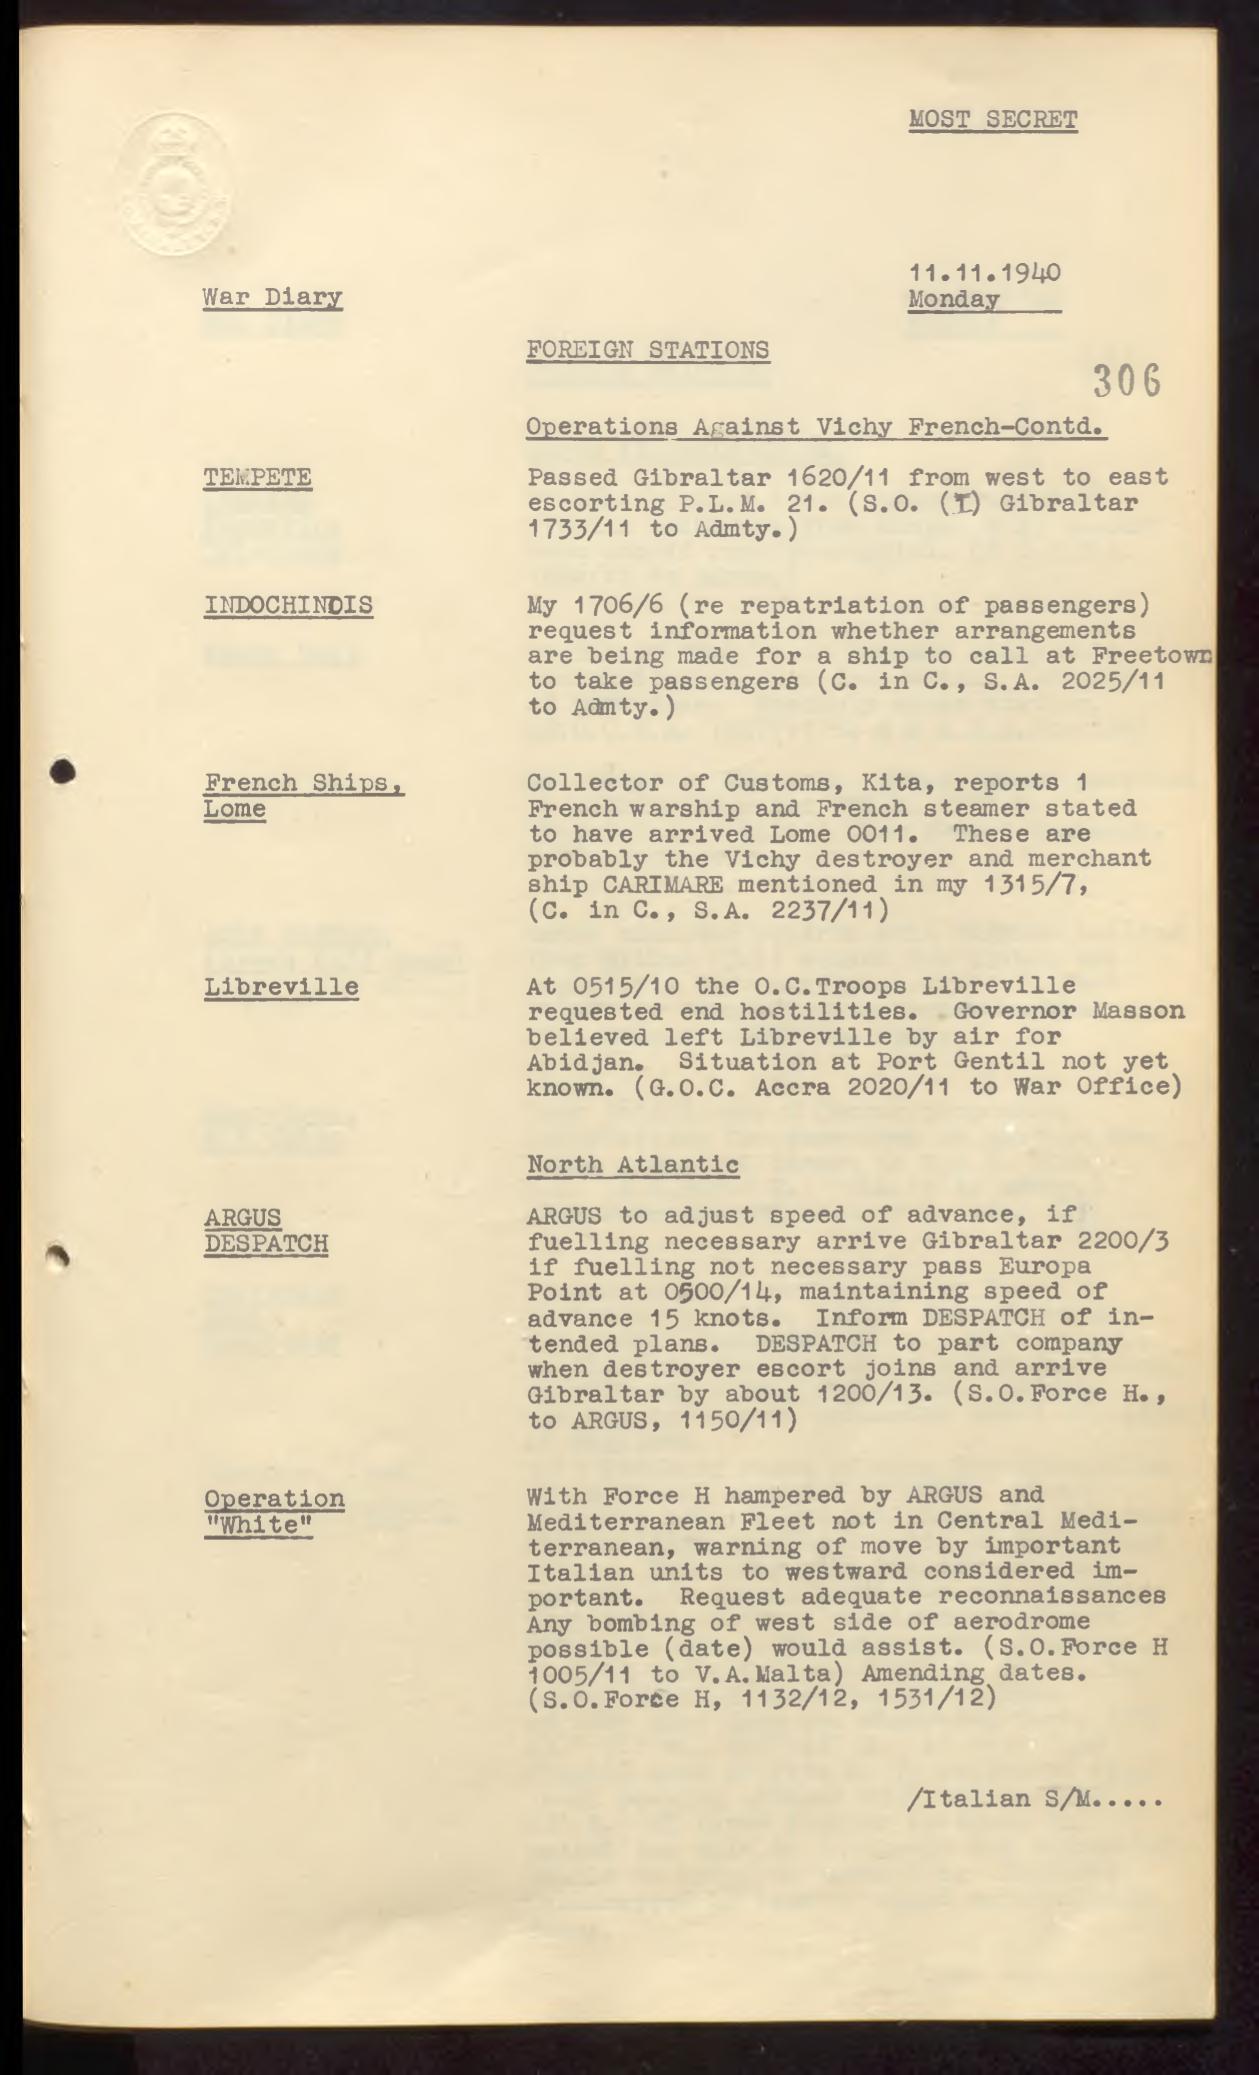 MOST SECRET
11.11.1940
War Diary
Monday
FOREIGN STATIONS
306
Operations Against Vichy French-Contd.
TEMPETE
Passed Gibraltar 1620/11 from west to east
escorting P.L.M. 21. (S.O. (I) Gibraltar
1733/11 to Admty.)
INDOCHINOIS
My 1706/6 (re repatriation of passengers)
request information whether arrangements
are being made for a ship to call at Freetown
to take passengers (C. in C., S.A. 2025/11
to Admty.)
French Ships,
Lome
Collector of Customs, Kita, reports 1
French warship and French steamer stated
to have arrived Lome 0011. These are
probably the Vichy destroyer and merchant
ship CARIMARE mentioned in my 1315/7,
(C. in C., S.A. 2237/11)
Libreville
At 0515/10 the O.C.Troops Libreville
requested end hostilities. Governor Masson
believed left Libreville by air for
Abidjan. Situation at Port Gentil not yet
known. (G.O.C. Accra 2020/11 to War Office)
North Atlantic
ARGUS
DESPATCH
ARGUS to adjust speed of advance, if
fuelling necessary arrive Gibraltar 2200/3
if fuelling not necessary pass Europa
Point at 0500/14, maintaining speed of
advance 15 knots. Inform DESPATCH of in-
tended plans. DESPATCH to part company
when destroyer escort joins and arrive
Gibraltar by about 1200/13. (S.O.Force H.,
to ARGUS, 1150/11)
Operation
"White"
With Force H hampered by ARGUS and
Mediterranean Fleet not in Central Medi-
terranean, warning of move by important
Italian units to westward considered im-
portant. Request adequate reconnaissances
Any bombing of west side of aerodrome
possible (date) would assist. (S.O.Force H
1005/11 to V.A.Malta) Amending dates.
(S.O.Force H, 1132/12, 1531/12)
/Italian S/M.....